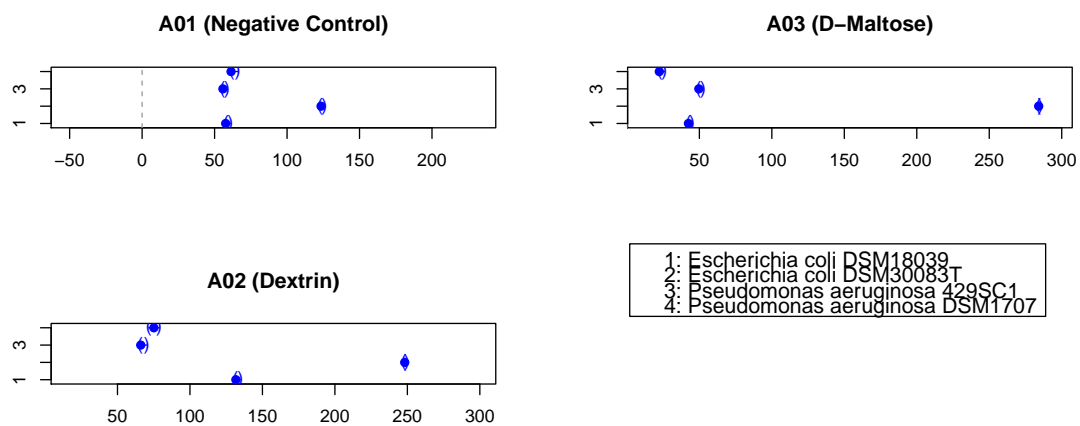 A01 (Negative Control)
3
1
−50 0 50 100 150 200
A03 (D−Maltose)
3
1
50 100 150 200 250 300
A02 (Dextrin)
3
1
50 100 150 200 250 300
1: Escherichia coli DSM18039
2: Escherichia coli DSM30083T
3: Pseudomonas aeruginosa 429SC1
4: Pseudomonas aeruginosa DSM1707